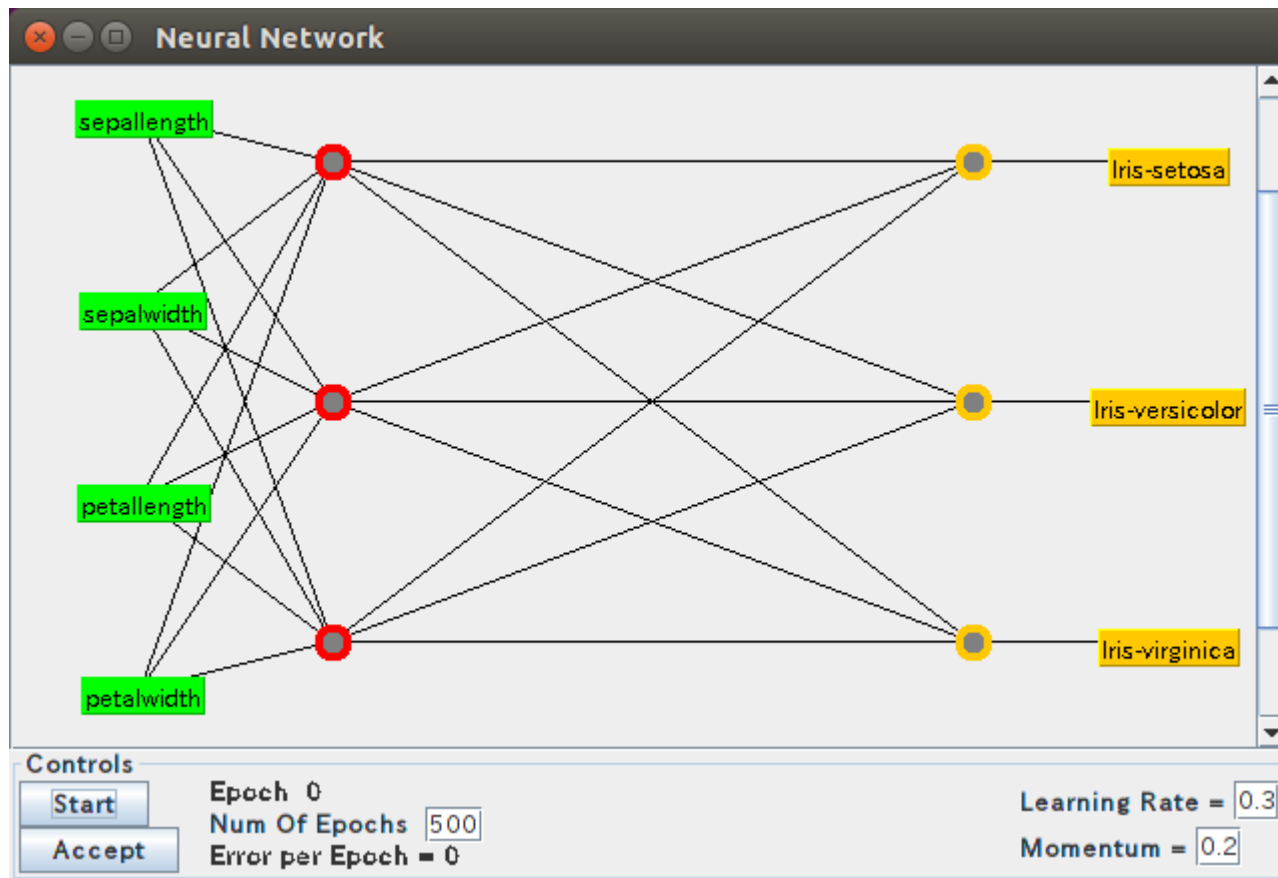 Neural Network
sepallength
Iris-setosa
sepalwidth
Iris-versicolor
petallength
Iris-virginica
petalwidth
Controls
Start
Accept
Epoch 0
Num Of Epochs 500
Error per Epoch = 0
Learning Rate = 0.3
Momentum = 0.2